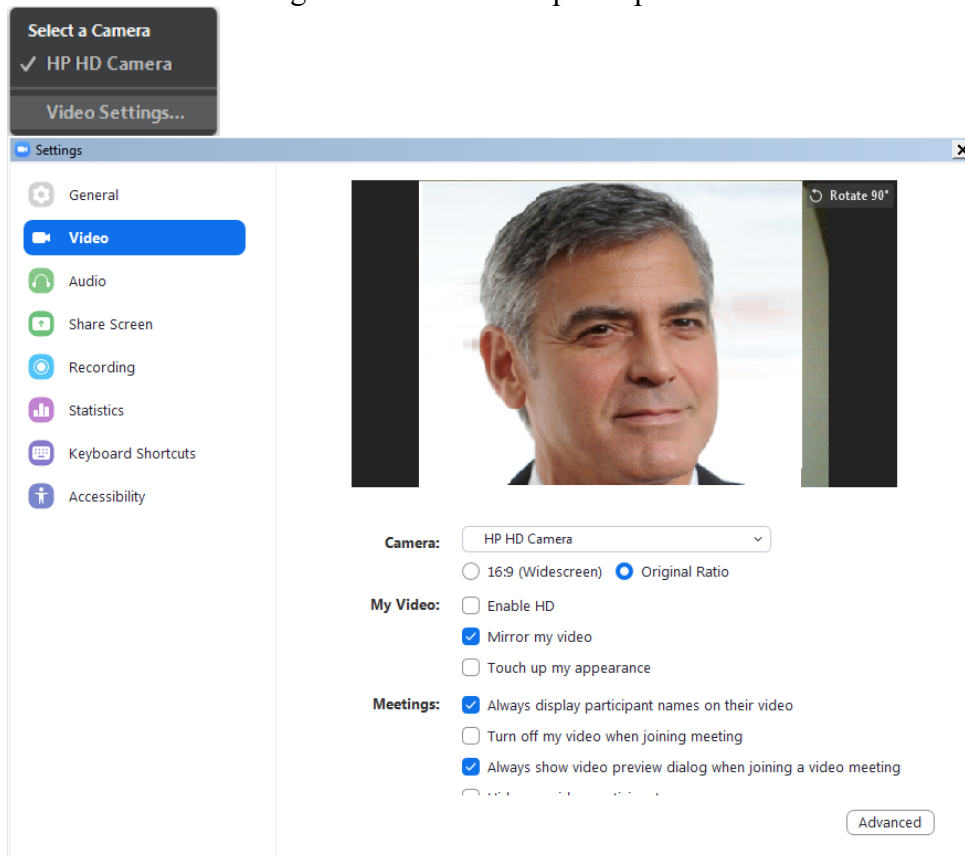 Select a Camera
HP HD Camera
Video Settings...
Settings
General
Video
Audio
Share Screen
Recording
Statistics
Keyboard Shortcuts
Accessibility
Rotate 90°
Camera: HP HD Camera
16:9 (Widescreen) Original Ratio
My Video: Enable HD
Mirror my video
Touch up my appearance
Meetings: Always display participant names on their video
Turn off my video when joining meeting
Always show video preview dialog when joining a video meeting
Advanced